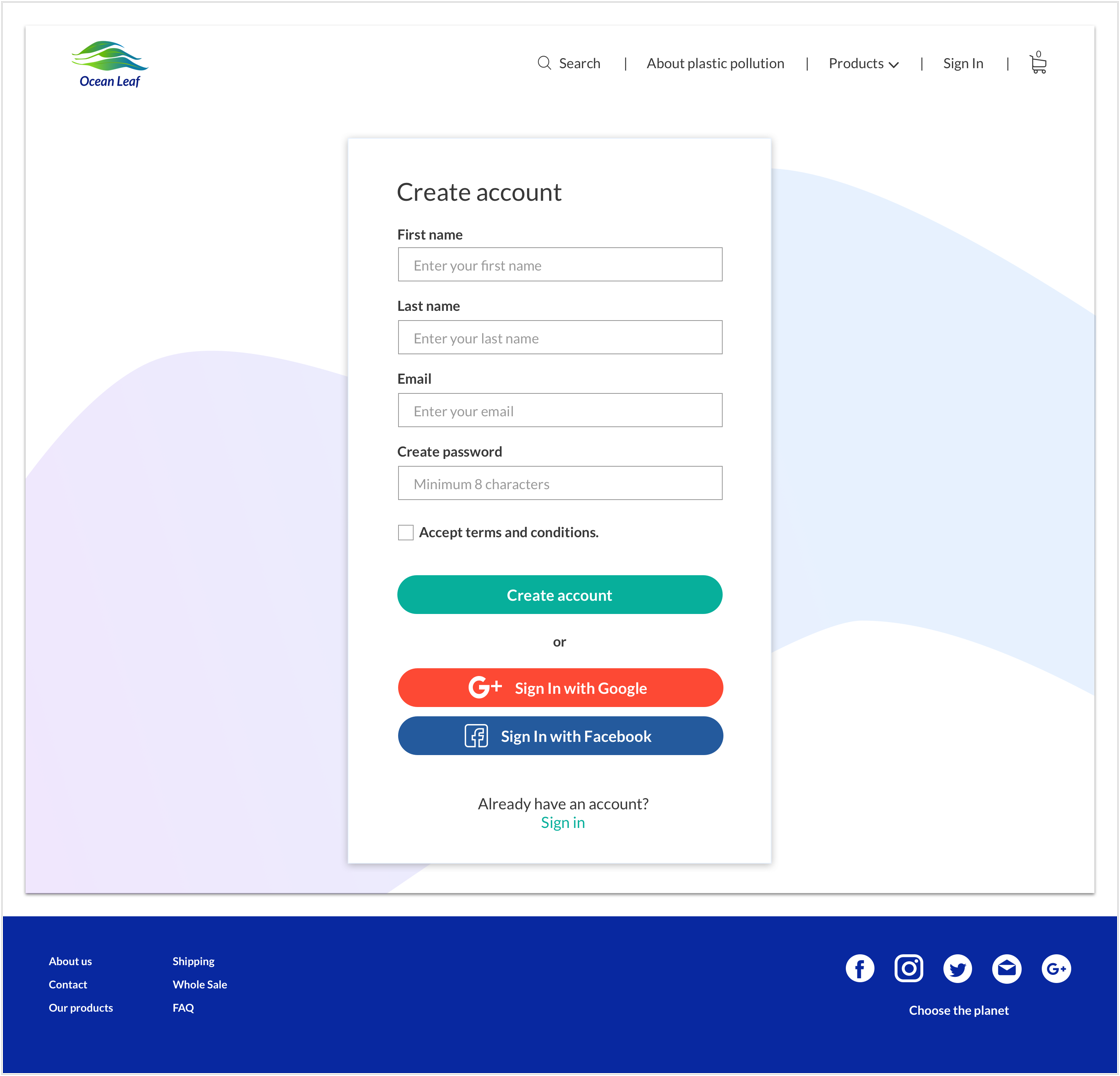 Ocean Leaf
Search | About plastic pollution | Products | Sign In | 0
Create account
First name
Enter your first name
Last name
Enter your last name
Email
Enter your email
Create password
Minimum 8 characters
Accept terms and conditions.
Create account
or
G+ Sign In with Google
f Sign In with Facebook
Already have an account?
Sign in
About us
Contact
Our products
Shipping
Whole Sale
FAQ
f G+
Choose the planet